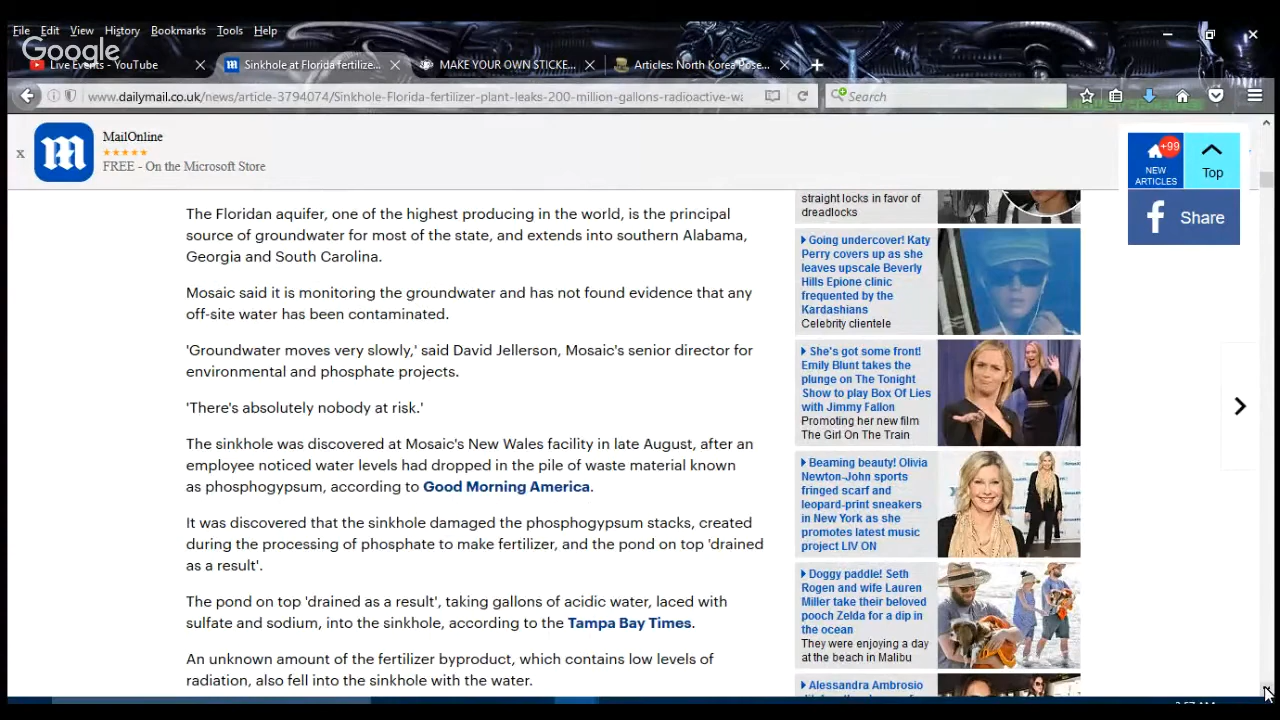 File Edit View History Bookmarks Tools Help
Google
Live Events - YouTube
Sinkhole at Florida fertilize...
MAKE YOUR OWN STICKE...
Articles: North Korea Pose...
www.dailymail.co.uk/news/article-3794074/Sinkhole-Florida-fertilizer-plant-leaks-200-million-gallons-radioactive-wa
Search
x
MailOnline
FREE - On the Microsoft Store
+99
NEW
ARTICLES
Top
Share
The Floridan aquifer, one of the highest producing in the world, is the principal
source of groundwater for most of the state, and extends into southern Alabama,
Georgia and South Carolina.
Mosaic said it is monitoring the groundwater and has not found evidence that any
off-site water has been contaminated.
'Groundwater moves very slowly,' said David Jellerson, Mosaic's senior director for
environmental and phosphate projects.
'There's absolutely nobody at risk.'
The sinkhole was discovered at Mosaic's New Wales facility in late August, after an
employee noticed water levels had dropped in the pile of waste material known
as phosphogypsum, according to Good Morning America.
It was discovered that the sinkhole damaged the phosphogypsum stacks, created
during the processing of phosphate to make fertilizer, and the pond on top 'drained
as a result'.
The pond on top 'drained as a result', taking gallons of acidic water, laced with
sulfate and sodium, into the sinkhole, according to the Tampa Bay Times.
An unknown amount of the fertilizer byproduct, which contains low levels of
radiation, also fell into the sinkhole with the water.
straight locks in favor of
dreadlocks
Going undercover! Katy
Perry covers up as she
leaves upscale Beverly
Hills Epione clinic
frequented by the
Kardashians
Celebrity clientele
She's got some front!
Emily Blunt takes the
plunge on The Tonight
Show to play Box Of Lies
with Jimmy Fallon
Promoting her new film
The Girl On The Train
Beaming beauty! Olivia
Newton-John sports
fringed scarf and
leopard-print sneakers
in New York as she
promotes latest music
project LIV ON
Doggy paddle! Seth
Rogen and wife Lauren
Miller take their beloved
pooch Zelda for a dip in
the ocean
They were enjoying a day
at the beach in Malibu
Alessandra Ambrosio